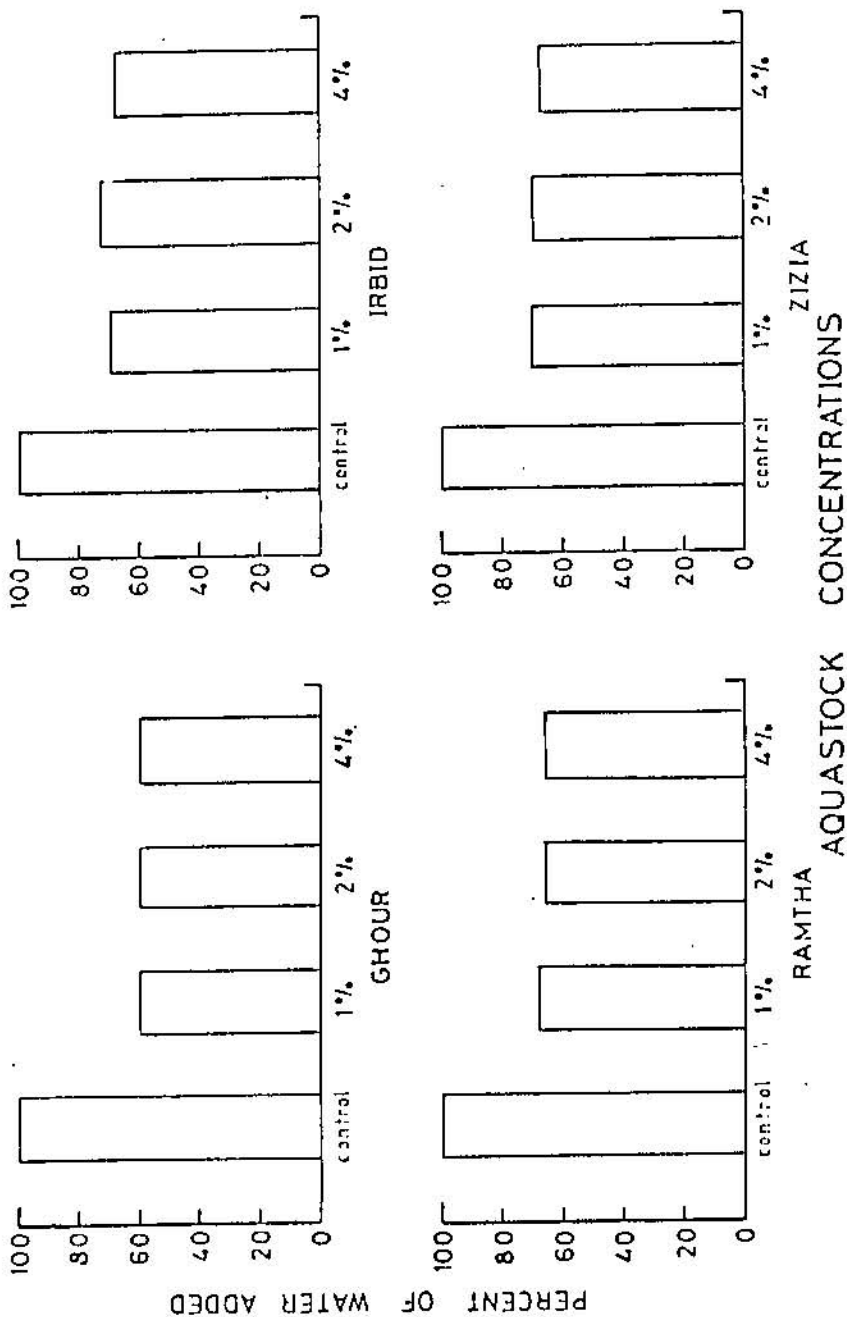 PERCENT OF WATER ADDED
100
80
60
40
20
0
control 1% 2% 4%
GHOUR
100
80
60
40
20
0
control 1% 2% 4%
IRBID
100
80
60
40
20
0
control 1% 2% 4%
RAMTHA
100
80
60
40
20
0
control 1% 2% 4%
ZIZIA
AQUASTOCK CONCENTRATIONS